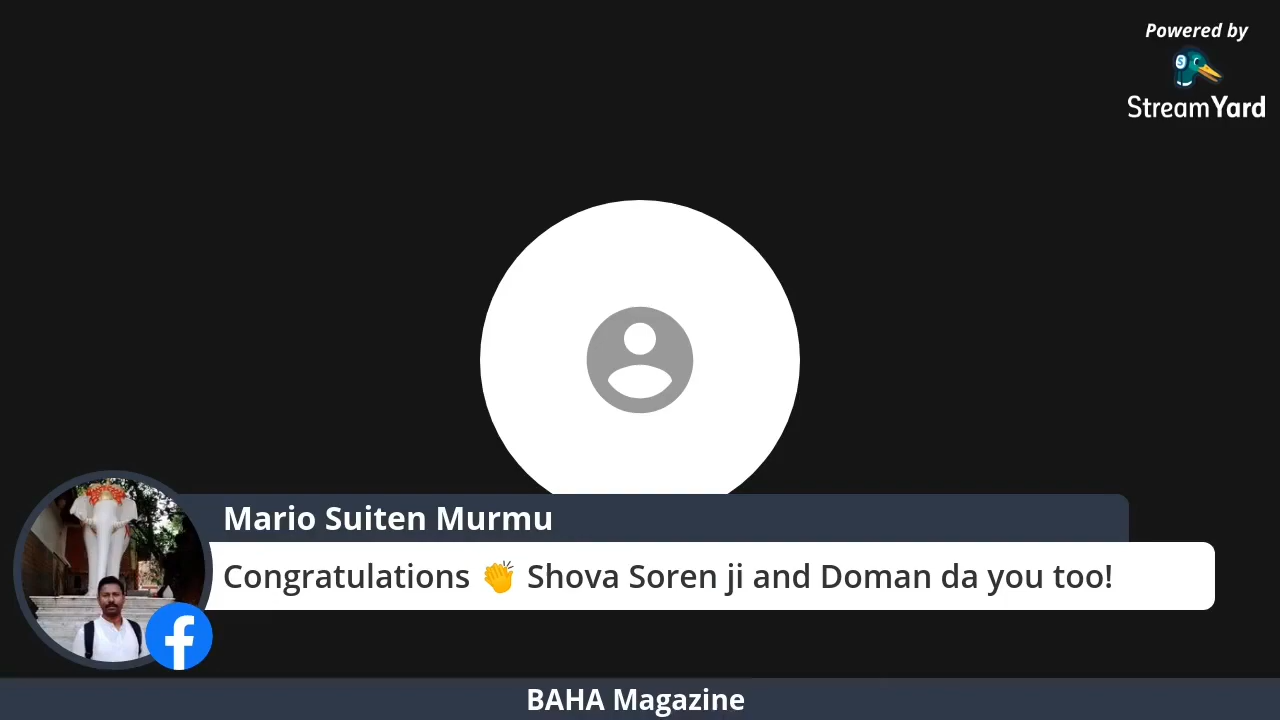 Powered by
StreamYard
Mario Suiten Murmu
Congratulations 👏 Shova Soren ji and Doman da you too!
BAHA Magazine